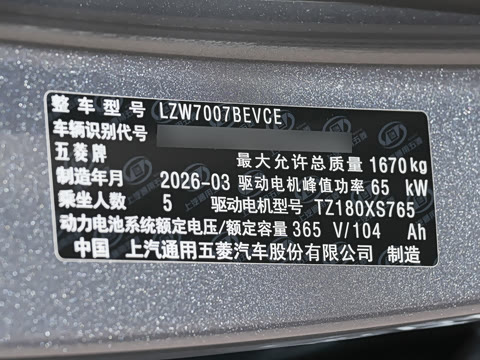 整车型号 LZW7007BEVCE
车辆识别代号
五菱牌 最大允许总质量 1670kg
制造年月 2026-03 驱动电机峰值功率 65 kW
乘坐人数 5 驱动电机型号 TZ180XS765
动力电池系统额定电压/额定容量 365 V/104 Ah
中国 上汽通用五菱汽车股份有限公司 制造